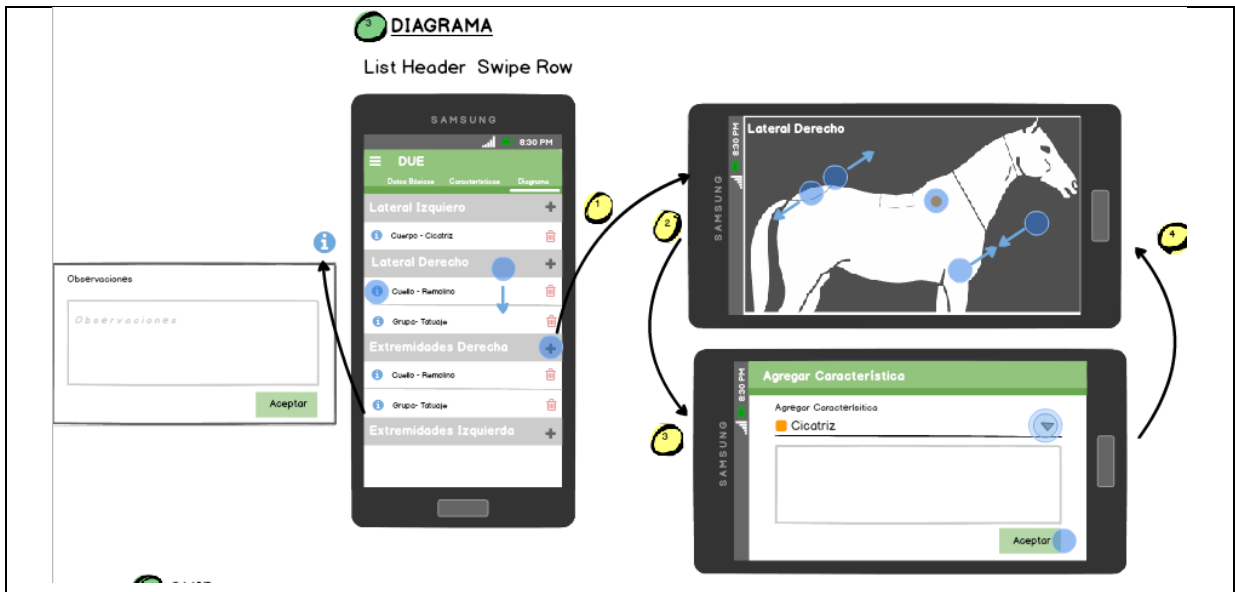 3 DIAGRAMA
List Header Swipe Row
SAMSUNG
8:30 PM
DUE
Datos Básicos Características Diagrama
Lateral Izquiero
Cuerpo - Cicatriz
Lateral Derecho
Cuello - Remolino
Grupo- Tatuaje
Extremidades Derecha
Cuello - Remolino
Grupo- Tatuaje
Extremidades Izquierda
i
Observaciones
Observaciones
Aceptar
1
2
3
4
SAMSUNG
8:30 PM
Lateral Derecho
SAMSUNG
8:30 PM
Agregar Característica
Agregar Caracterísitica
Cicatriz
Aceptar